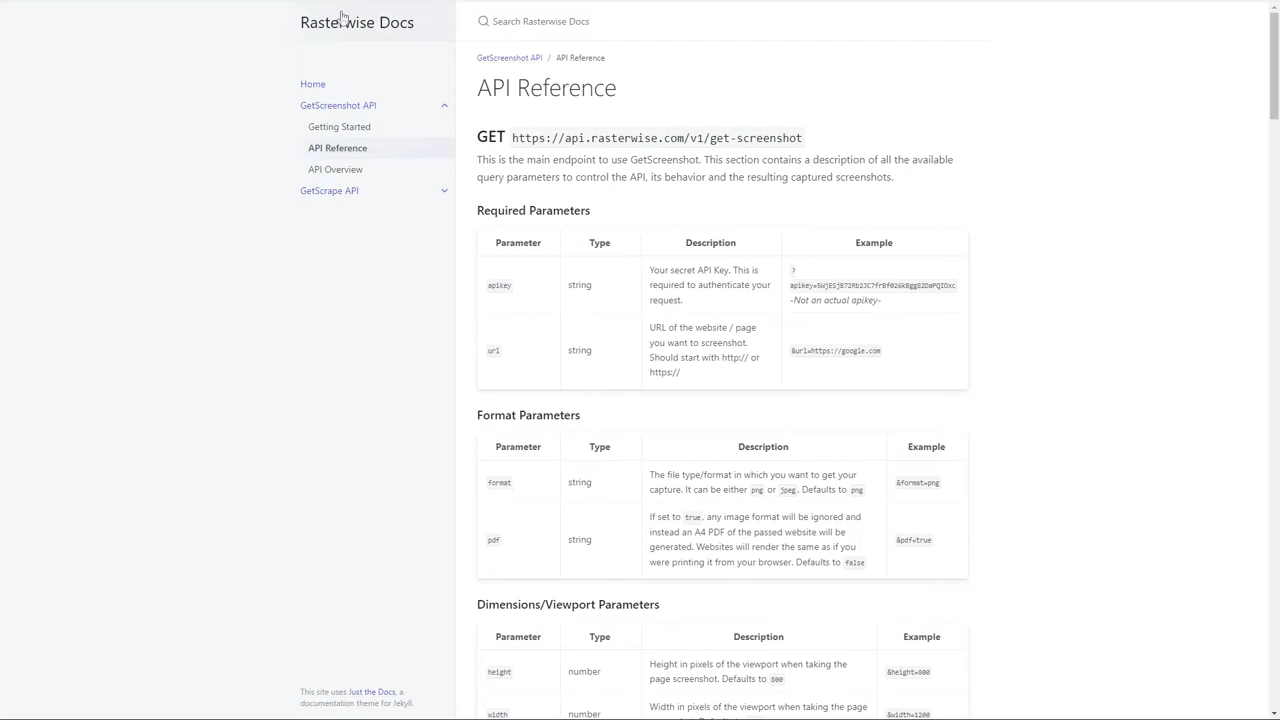 Rasterwise Docs
Search Rasterwise Docs
Home
GetScreenshot API
Getting Started
API Reference
API Overview
GetScrape API
This site uses Just the Docs, a
documentation theme for Jekyll.
GetScreenshot API / API Reference
API Reference
GET https://api.rasterwise.com/v1/get-screenshot
This is the main endpoint to use GetScreenshot. This section contains a description of all the available
query parameters to control the API, its behavior and the resulting captured screenshots.
Required Parameters
Parameter Type Description Example
apikey string Your secret API Key. This is
required to authenticate your
request.
?
-Not an actual apikey-
url string URL of the website / page
you want to screenshot.
Should start with http:// or
https://
&url=https://google.com
Format Parameters
Parameter Type Description Example
format string The file type/format in which you want to get your
capture. It can be either png or jpeg. Defaults to png
&format=png
pdf string If set to true, any image format will be ignored and
instead an A4 PDF of the passed website will be
generated. Websites will render the same as if you
were printing it from your browser. Defaults to false
&pdf=true
Dimensions/Viewport Parameters
Parameter Type Description Example
height number Height in pixels of the viewport when taking the
page screenshot. Defaults to 800
&height=800
width number Width in pixels of the viewport when taking the page
&width=1200